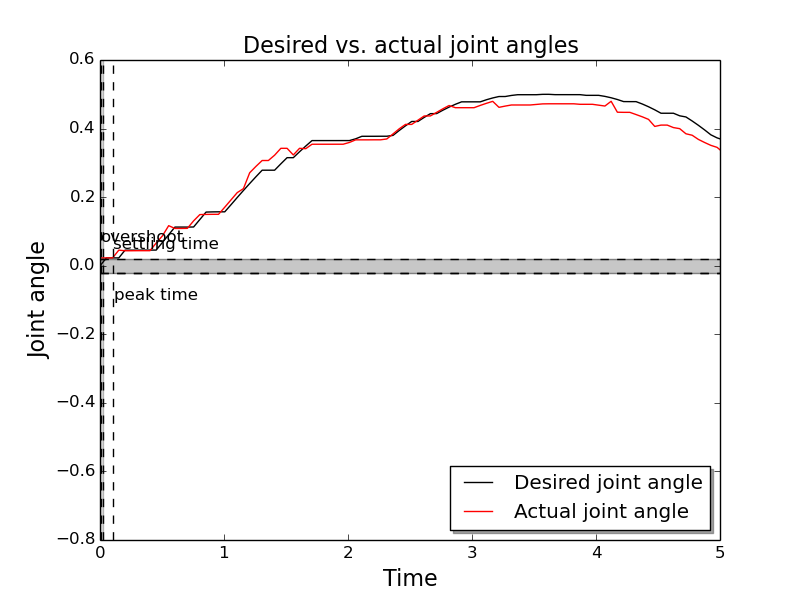 Desired vs. actual joint angles
0.6
0.4
0.2
0.0
−0.2
−0.4
−0.6
−0.8
Joint angle
overshoot
settling time
peak time
Desired joint angle
Actual joint angle
0 1 2 3 4 5
Time